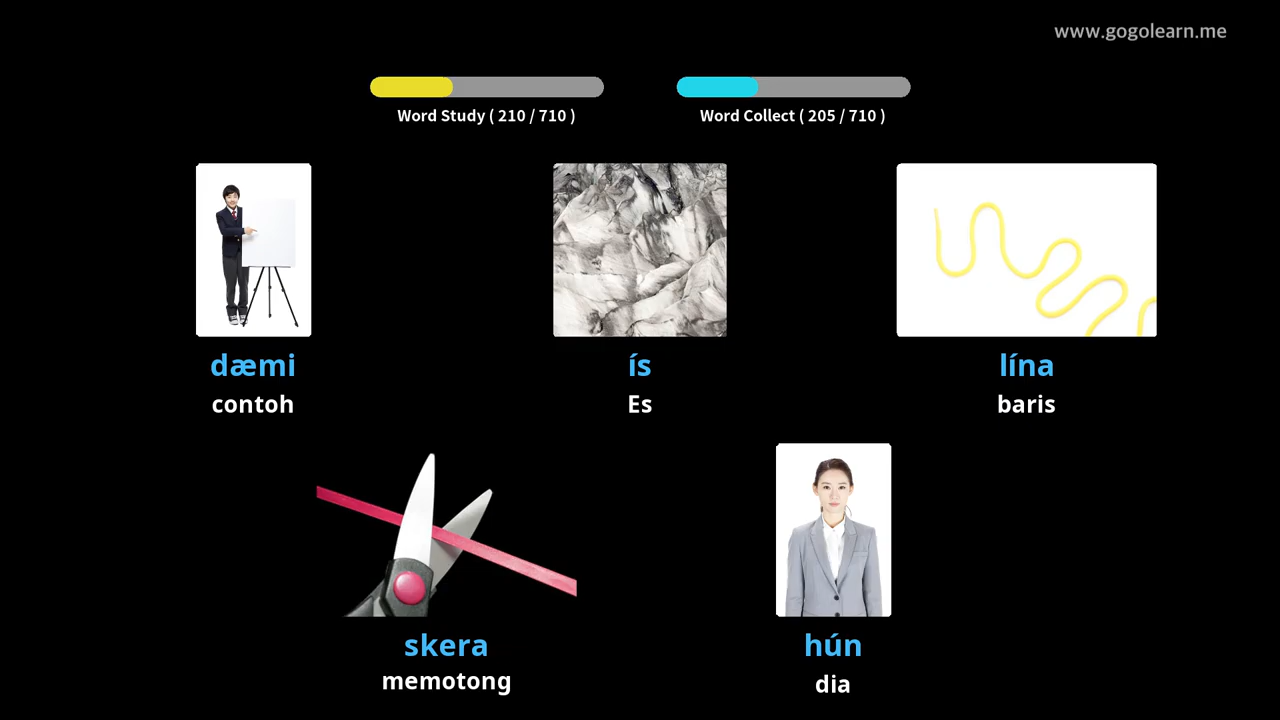 www.gogolearn.me
Word Study ( 210 / 710 )
Word Collect ( 205 / 710 )
dæmi
contoh
ís
Es
lína
baris
skera
memotong
hún
dia